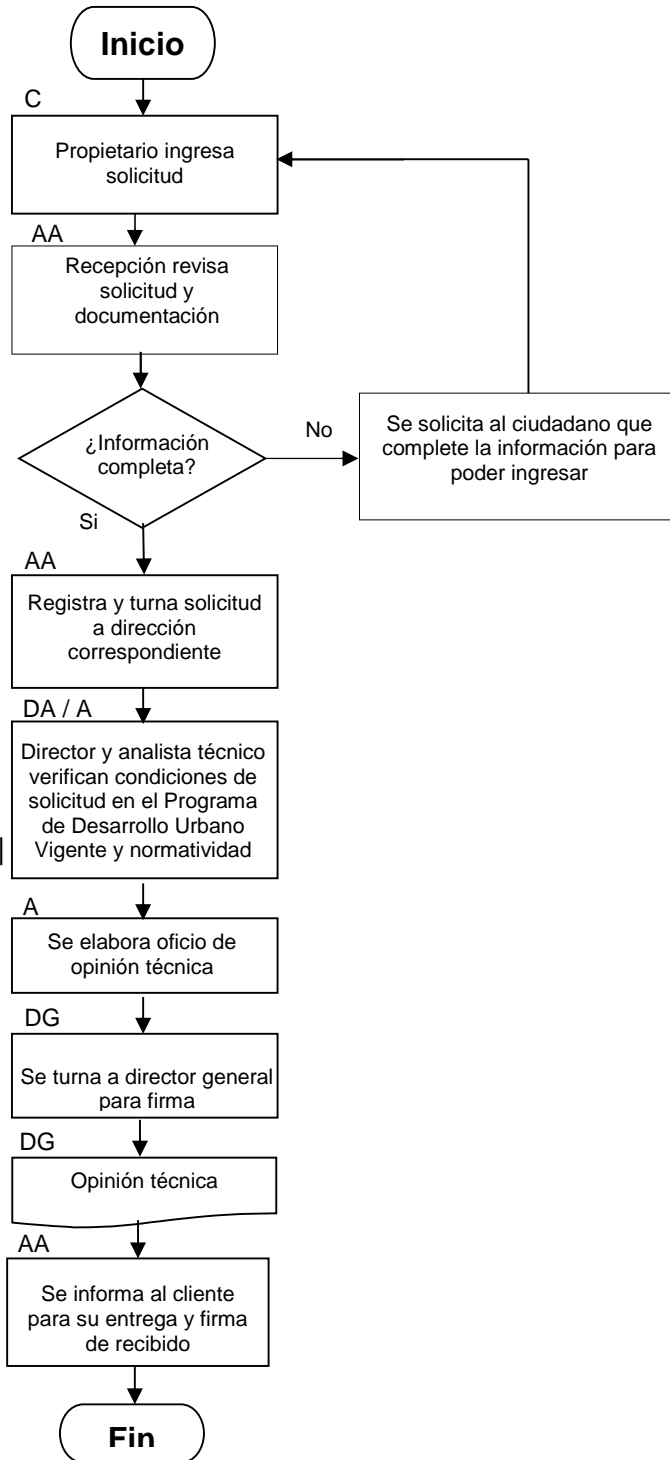 Inicio
C
Propietario ingresa
solicitud
AA
Recepción revisa
solicitud y
documentación
¿Información
completa?
No
Se solicita al ciudadano que
complete la información para
poder ingresar
Si
AA
Registra y turna solicitud
a dirección
correspondiente
DA / A
Director y analista técnico
verifican condiciones de
solicitud en el Programa
de Desarrollo Urbano
Vigente y normatividad
A
Se elabora oficio de
opinión técnica
DG
Se turna a director general
para firma
DG
Opinión técnica
AA
Se informa al cliente
para su entrega y firma
de recibido
Fin